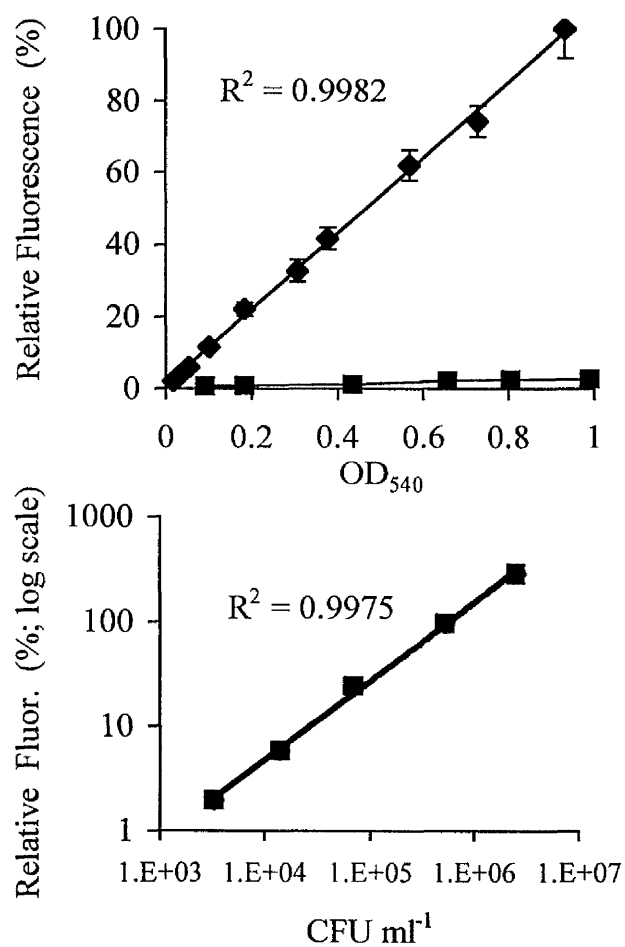 Relative Fluorescence (%)
100
80
60
40
20
0
R² = 0.9982
0 0.2 0.4 0.6 0.8 1
OD₅₄₀
Relative Fluor. (%; log scale)
1000
100
10
1
R² = 0.9975
1.E+03 1.E+04 1.E+05 1.E+06 1.E+07
CFU ml⁻¹